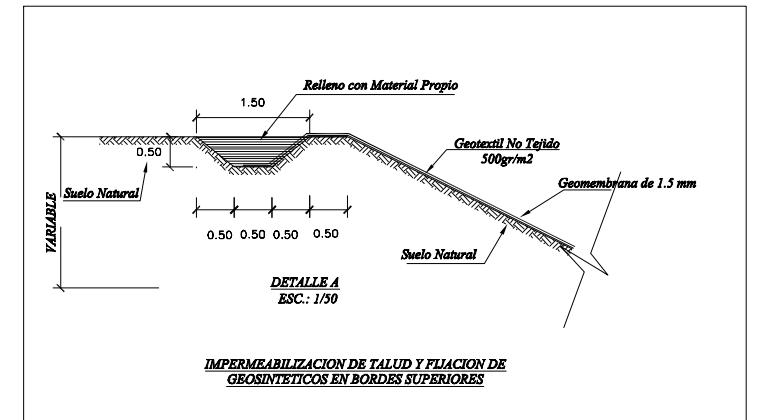 Relleno con Material Propio
1.50
Geotextil No Tejido
500gr/m2
0.50
Geomembrana de 1.5 mm
Suelo Natural
VARIABLE
0.50 0.50 0.50 0.50
Suelo Natural
DETALLE A
ESC.: 1/50
IMPERMEABILIZACION DE TALUD Y FIJACION DE
GEOSINTETICOS EN BORDES SUPERIORES